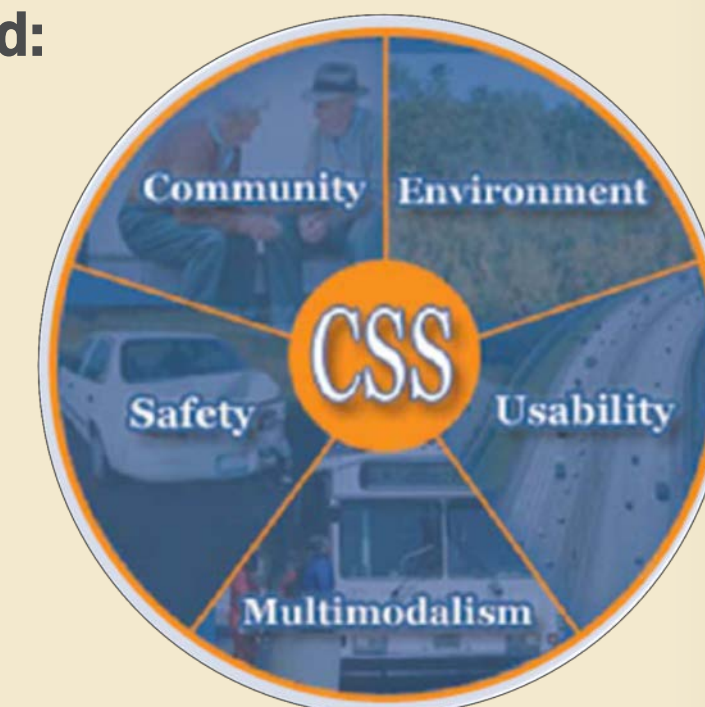 d:
Community
Environment
CSS
Safety
Usability
Multimodalism